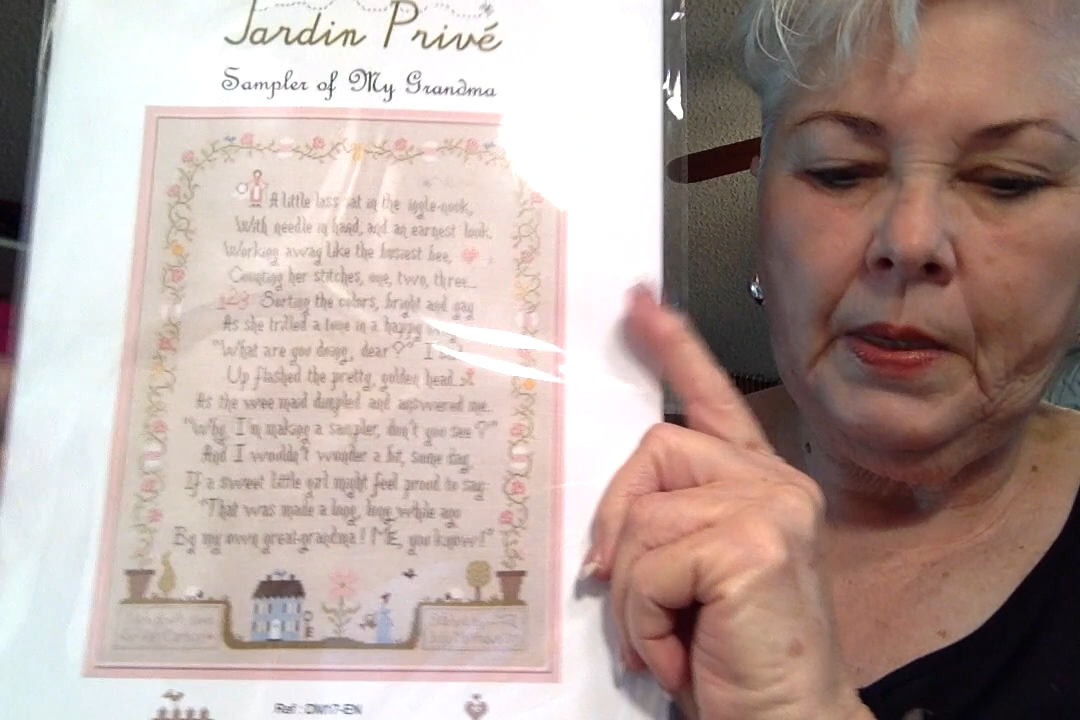 Jardin Privé
Sampler of My Grandma
A little lass sat in the ingle-nook,
With needle in hand, and an earnest look.
Working away like the busiest bee,
Counting her stitches, one, two, three...
123 Sorting the colors, bright and gay
As she trilled a tune in a happy
"What are you doing, dear?" I
Up flashed the pretty, golden head
As the wee maid dimpled and answered me
"Why I'm making a sampler, don't you see?"
And I wouldn't wonder a bit, some day,
If a sweet little girl might feel proud to say
"That was made a long, long while ago
By my own great-grandma! ME, you know!"
Ref : DM17-EN